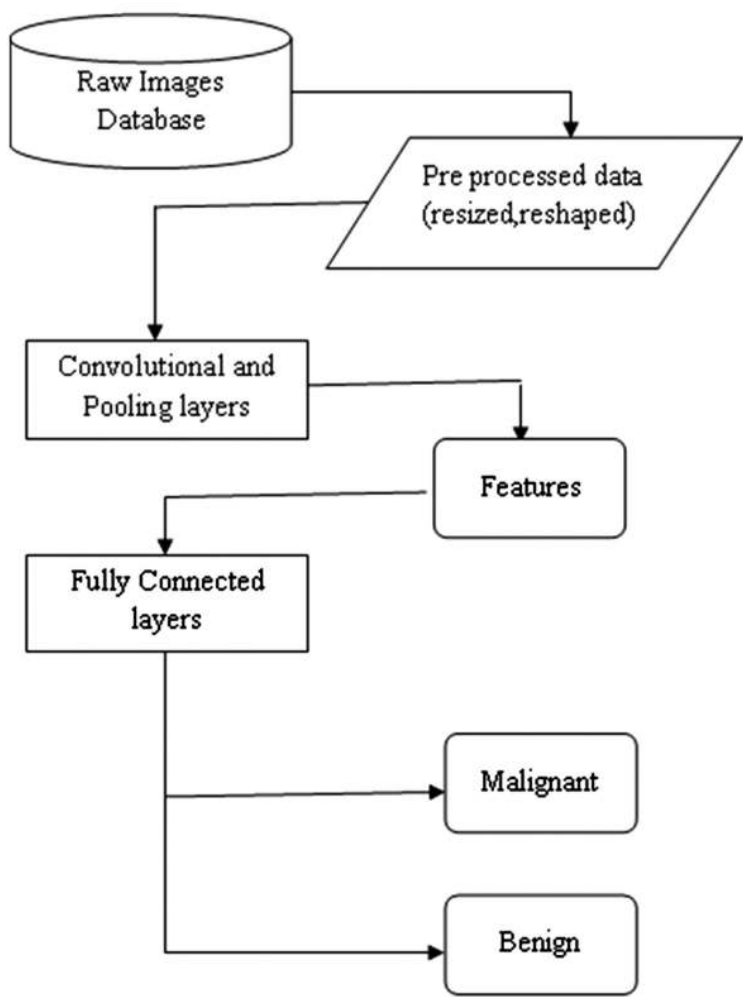 Raw Images
Database
Pre processed data
(resized,reshaped)
Convolutional and
Pooling layers
Features
Fully Connected
layers
Malignant
Benign